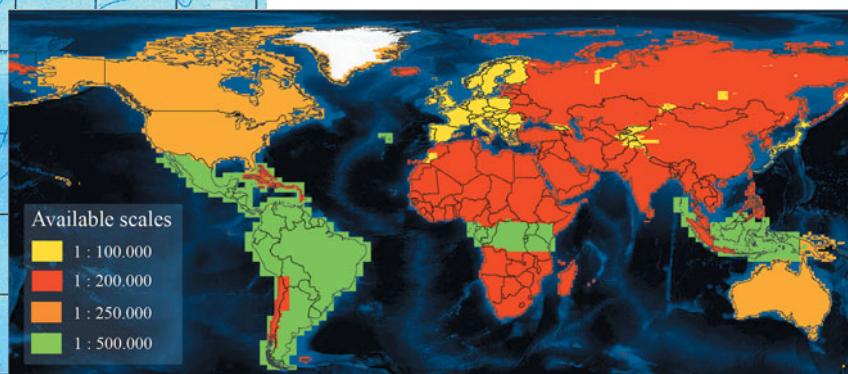 Available scales
1 : 100.000
1 : 200.000
1 : 250.000
1 : 500.000